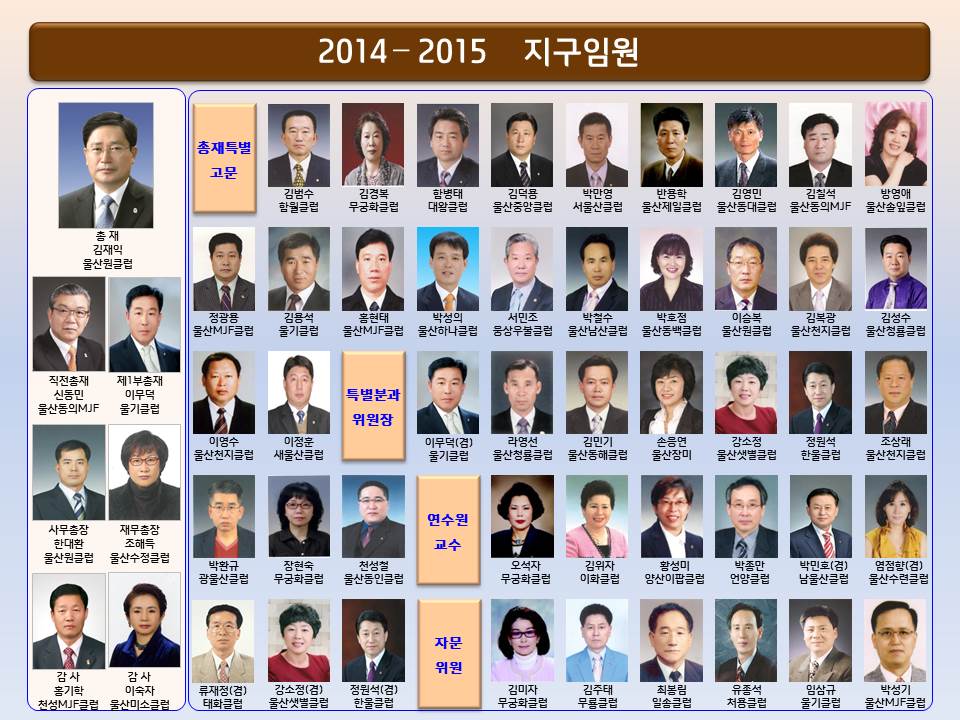 2014 – 2015 지구임원
총 재
김재익
울산원클럽
직전총재
신동민
울산동의MJF
제1부총재
이무덕
울기클럽
사무총장
한대완
울산원클럽
재무총장
조해득
울산수정클럽
감 사
홍기학
천성MJF클럽
감 사
이숙자
울산미소클럽
총재특별
고문
김범수
함월클럽
김경복
무궁화클럽
함병태
대왕클럽
김덕용
울산중앙클럽
박만영
서울산클럽
반용학
울산제일클럽
김영민
울산동대클럽
김칠석
울산동의MJF
방영애
울산솔잎클럽
정광용
울산MJF클럽
김용석
울기클럽
홍현태
울산MJF클럽
박성의
울산하나클럽
서민조
웅상우불클럽
박철수
울산남산클럽
박호점
울산동백클럽
이승복
울산원클럽
김복광
울산천지클럽
김성수
울산청룡클럽
이영수
울산천지클럽
이정훈
새울산클럽
특별분과
위원장
이무덕(겸)
울기클럽
라영선
울산청룡클럽
김민기
울산동해클럽
손등연
울산장미
강소정
울산샛별클럽
정원석
한울클럽
조삼래
울산천지클럽
박환규
광울산클럽
장현숙
무궁화클럽
천성철
울산동인클럽
연수원
교수
오석자
무궁화클럽
김위자
이화클럽
황성미
양산이팝클럽
박종만
언양클럽
박민호(겸)
남울산클럽
염점향(겸)
울산수련클럽
류재정(겸)
태화클럽
강소정(겸)
울산샛별클럽
정원석(겸)
한울클럽
자문
위원
김미자
무궁화클럽
김주태
무룡클럽
최봉림
일송클럽
유종석
처용클럽
임삼규
울기클럽
박성기
울산MJF클럽